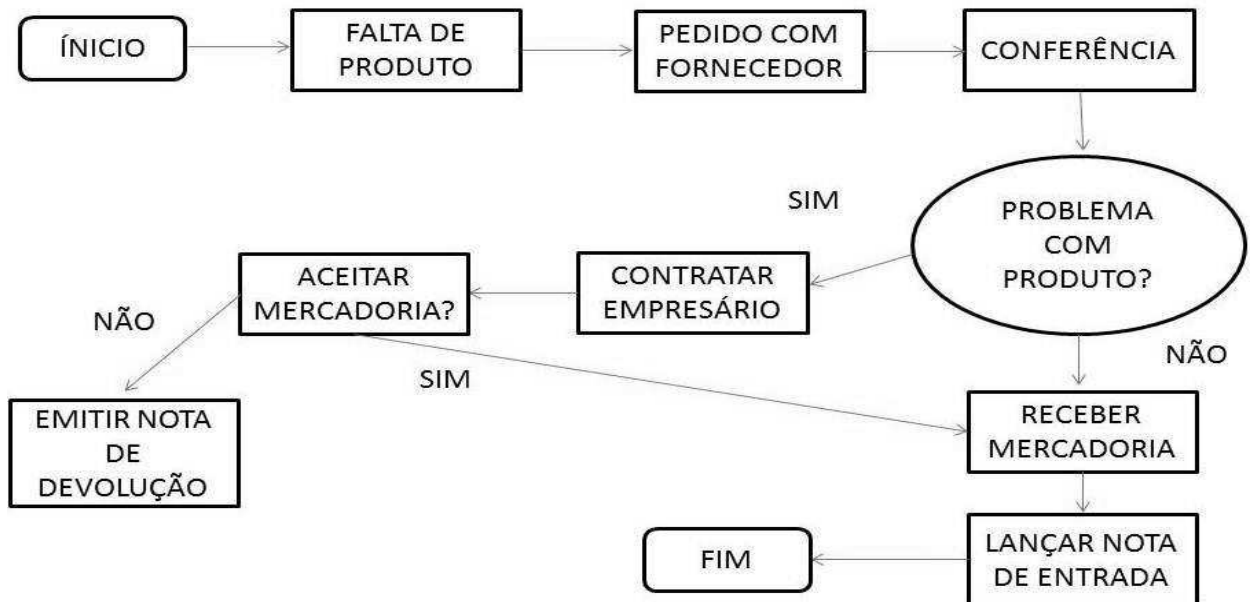 ÍNICIO
FALTA DE
PRODUTO
PEDIDO COM
FORNECEDOR
CONFERÊNCIA
PROBLEMA
COM
PRODUTO?
SIM
CONTRATAR
EMPRESÁRIO
ACEITAR
MERCADORIA?
NÃO
EMITIR NOTA
DE
DEVOLUÇÃO
SIM
NÃO
RECEBER
MERCADORIA
LANÇAR NOTA
DE ENTRADA
FIM